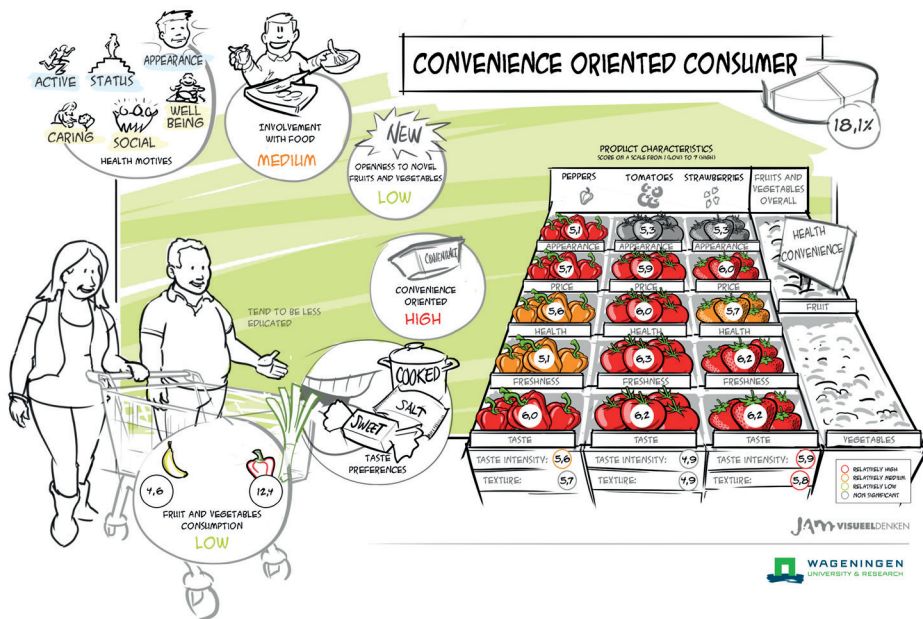 CONVENIENCE ORIENTED CONSUMER
18,1%
ACTIVE
STATUS
APPEARANCE
CARING
SOCIAL
WELL
BEING
HEALTH MOTIVES
INVOLVEMENT
WITH FOOD
MEDIUM
NEW
OPENNESS TO NOVEL
FRUITS AND VEGETABLES
LOW
CONVENIENCE
CONVENIENCE
ORIENTED
HIGH
TEND TO BE LESS
EDUCATED
COOKED
SALT
SWEET
TASTE
PREFERENCES
4,6
12,4
FRUIT AND VEGETABLES
CONSUMPTION
LOW
PRODUCT CHARACTERISTICS
SCORE ON A SCALE FROM 1 (LOW) TO 7 (HIGH)
PEPPERS TOMATOES STRAWBERRIES FRUITS AND
VEGETABLES
OVERALL
5,1 5,3 5,3
APPEARANCE APPEARANCE APPEARANCE
HEALTH
CONVENIENCE
5,7 5,9 6,0
PRICE PRICE PRICE
5,6 6,0 5,7
HEALTH HEALTH HEALTH
FRUIT
5,1 6,3 6,2
FRESHNESS FRESHNESS FRESHNESS
6,0 6,2 6,2
TASTE TASTE TASTE VEGETABLES
TASTE INTENSITY: 5,6 TASTE INTENSITY: 4,9 TASTE INTENSITY: 5,9
TEXTURE: 5,7 TEXTURE: 4,9 TEXTURE: 5,8
RELATIVELY HIGH
RELATIVELY MEDIUM
RELATIVELY LOW
NON SIGNIFICANT
JAM VISUEELDENKEN
WAGENINGEN
UNIVERSITY & RESEARCH